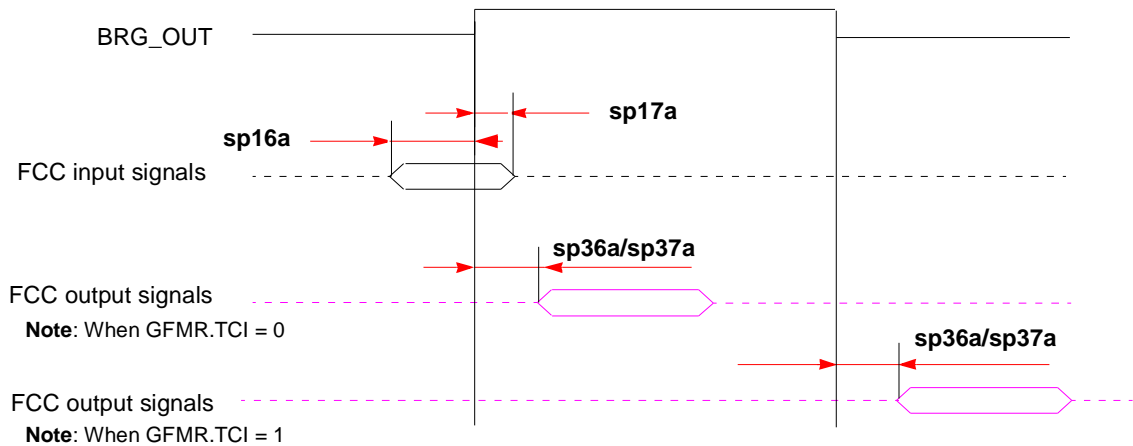 BRG_OUT
sp17a
sp16a
FCC input signals
sp36a/sp37a
FCC output signals
Note: When GFMR.TCI = 0
sp36a/sp37a
FCC output signals
Note: When GFMR.TCI = 1